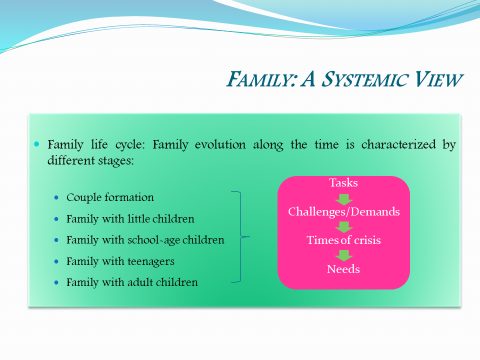 FAMILY: A SYSTEMIC VIEW
• Family life cycle: Family evolution along the time is characterized by
different stages:
• Couple formation
• Family with little children
• Family with school-age children
• Family with teenagers
• Family with adult children
Tasks
Challenges/Demands
Times of crisis
Needs